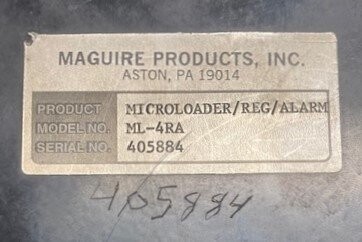 MAGUIRE PRODUCTS, INC.
ASTON, PA 19014
PRODUCT MICROLOADER/REG/ALARM
MODEL NO. ML-4RA
SERIAL NO. 405884
405884